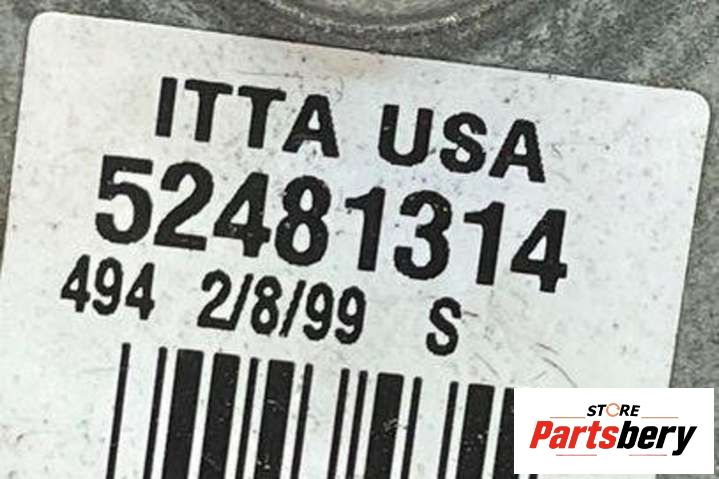 ITTA USA
52481314
494 2/8/99 S
STORE
Partsbery